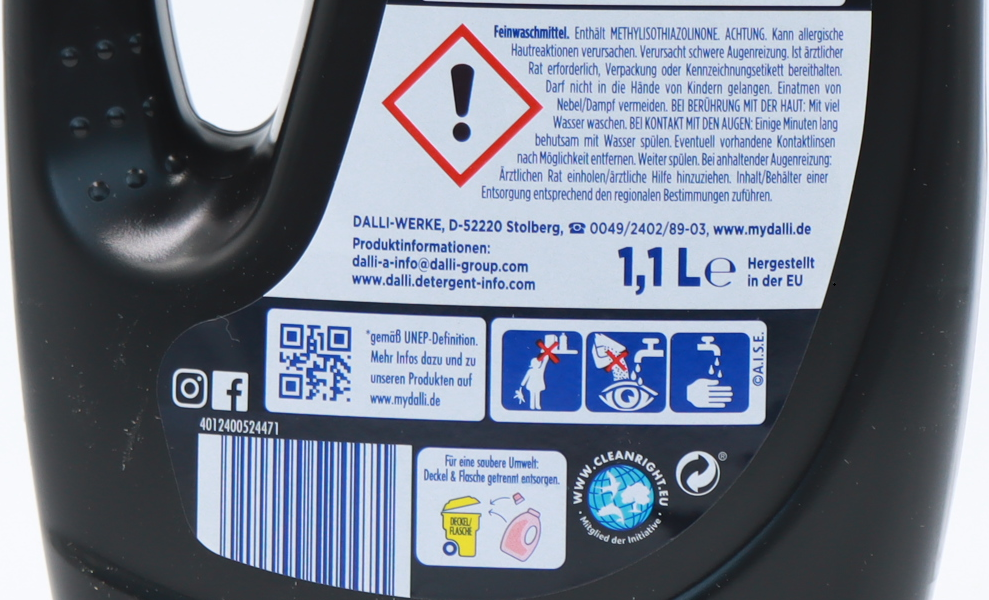 Feinwaschmittel. Enthält METHYLISOTHIAZOLINONE. ACHTUNG. Kann allergische
Hautreaktionen verursachen. Verursacht schwere Augenreizung. Ist ärztlicher
Rat erforderlich, Verpackung oder Kennzeichnungsetikett bereithalten.
Darf nicht in die Hände von Kindern gelangen. Einatmen von
Nebel/Dampf vermeiden. BEI BERÜHRUNG MIT DER HAUT: Mit viel
Wasser waschen. BEI KONTAKT MIT DEN AUGEN: Einige Minuten lang
behutsam mit Wasser spülen. Eventuell vorhandene Kontaktlinsen
nach Möglichkeit entfernen. Weiter spülen. Bei anhaltender Augenreizung:
Ärztlichen Rat einholen/ärztliche Hilfe hinzuziehen. Inhalt/Behälter einer
Entsorgung entsprechend den regionalen Bestimmungen zuführen.
DALLI-WERKE, D-52220 Stolberg, ☎ 0049/2402/89-03, www.mydalli.de
Produktinformationen:
dalli-a-info@dalli-group.com
www.dalli.detergent-info.com
1,1 L ℮
Hergestellt
in der EU
*gemäß UNEP-Definition.
Mehr Infos dazu und zu
unseren Produkten auf
www.mydalli.de
©A.I.S.E.
4012400524471
Für eine saubere Umwelt:
Deckel & Flasche getrennt entsorgen.
DECKEL/
FLASCHE
WWW.CLEANRIGHT.EU
• Mitglied der Initiative •
®